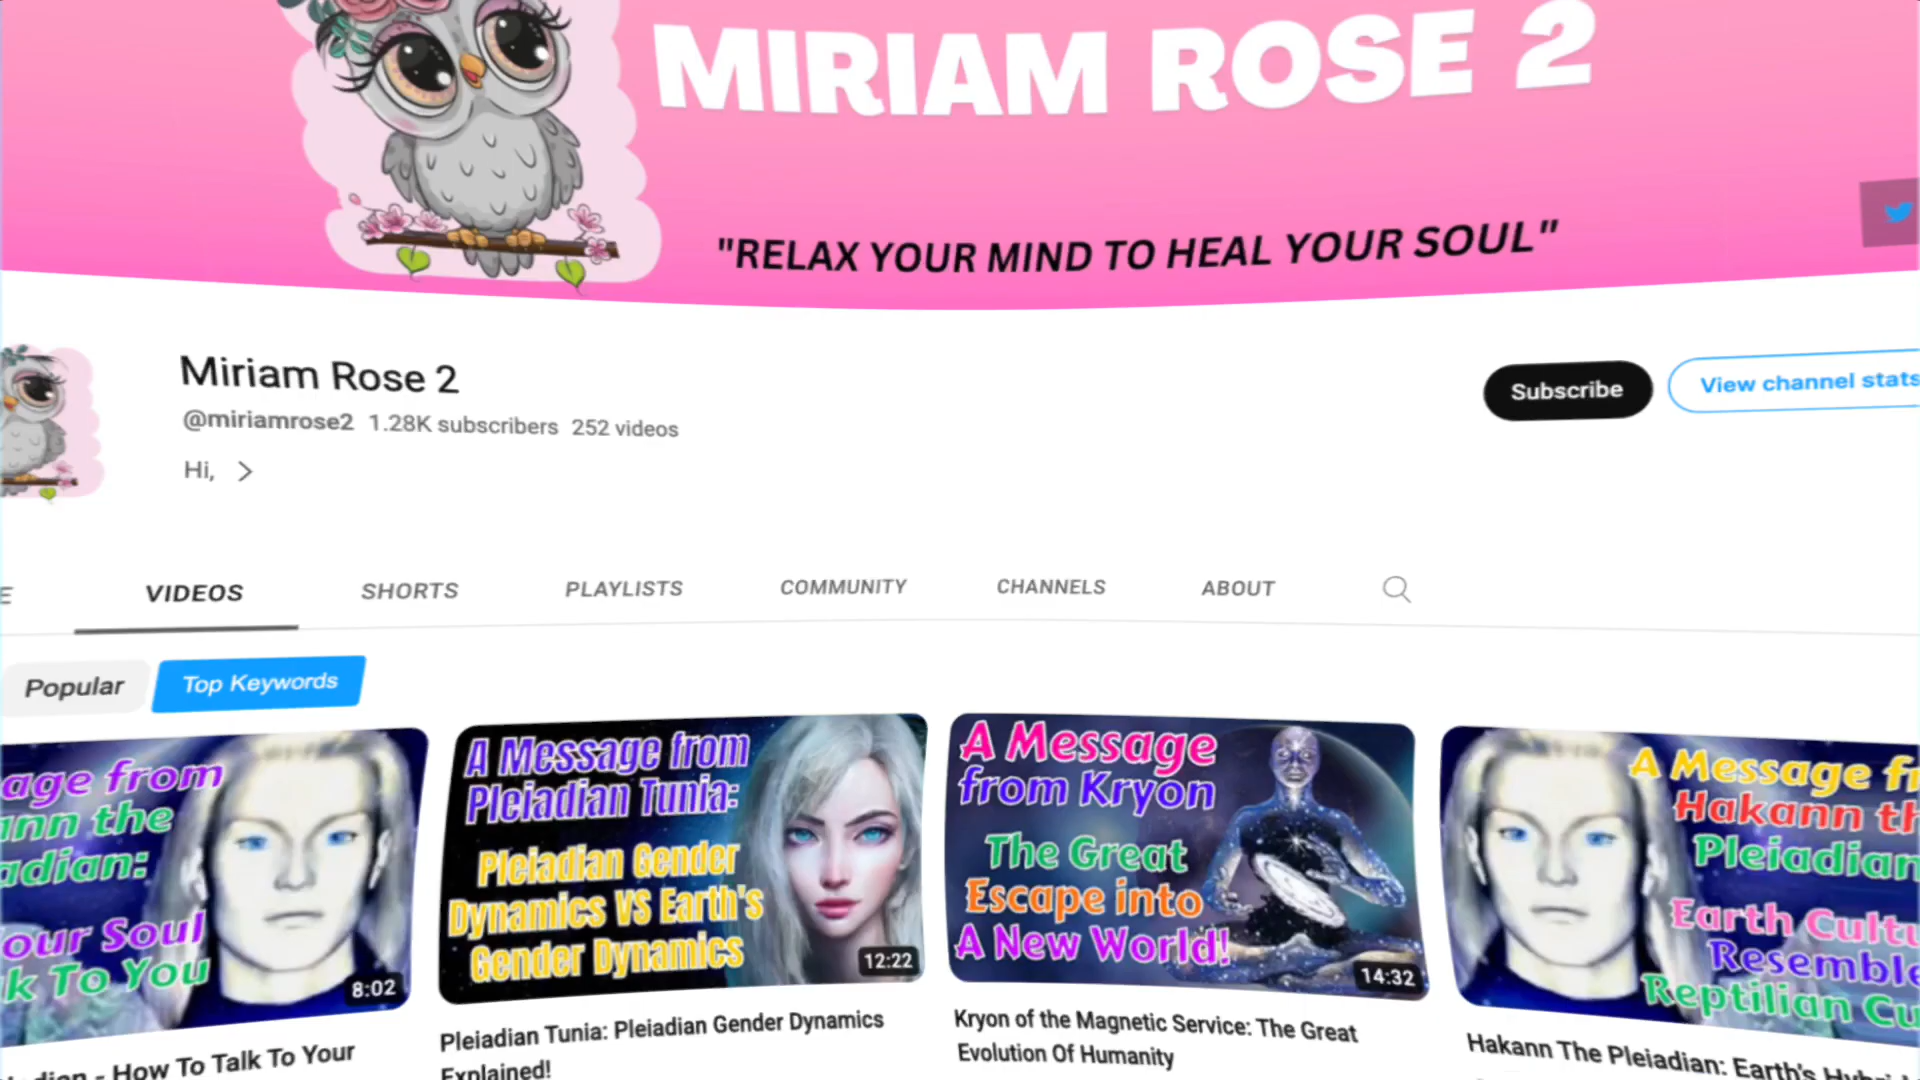 MIRIAM ROSE 2
"RELAX YOUR MIND TO HEAL YOUR SOUL"
Miriam Rose 2
@miriamrose2 1.28K subscribers 252 videos
Hi,
Subscribe
View channel stats
E
VIDEOS
SHORTS
PLAYLISTS
COMMUNITY
CHANNELS
ABOUT
Popular
Top Keywords
age from
ann the
adian:
our Soul
k To You
8:02
How To Talk To Your
A Message from
Pleiadian Tunia:
Pleiadian Gender
Dynamics VS Earth's
Gender Dynamics
12:22
Pleiadian Tunia: Pleiadian Gender Dynamics
Explained!
A Message
from Kryon
The Great
Escape into
A New World!
14:32
Kryon of the Magnetic Service: The Great
Evolution Of Humanity
A Message fr
Hakann th
Pleiadian
Earth Cultu
Resemble
Reptilian Cu
Hakann The Pleiadian: Earth's